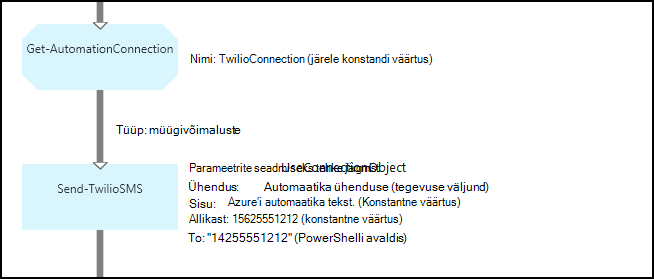 Get-AutomationConnection
Nimi: TwilioConnection (järele konstandi väärtus)
Tüüp: müügivõimaluste
Parameetrite UseConnectionObject
Send-TwilioSMS
Ühendus: Automaatika ühenduse (tegevuse väljund)
Sisu: Azure'i automaatika tekst. (Konstantne väärtus)
Allikast: 15625551212 (konstantne väärtus)
To: "14255551212" (PowerShelli avaldis)